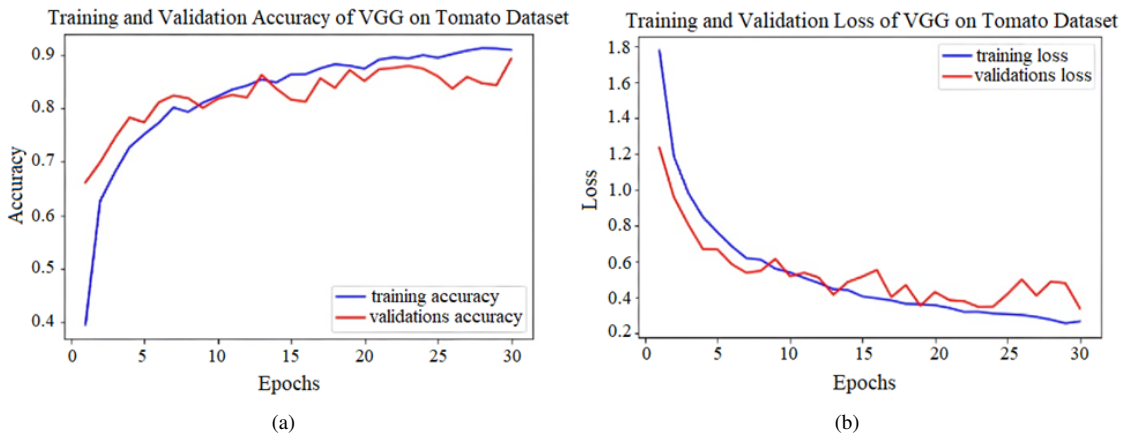 Training and Validation Accuracy of VGG on Tomato Dataset
0.9
0.8
0.7
0.6
0.5
0.4
Accuracy
training accuracy
validations accuracy
0 5 10 15 20 25 30
Epochs
(a)
Training and Validation Loss of VGG on Tomato Dataset
1.8
1.6
1.4
1.2
1.0
0.8
0.6
0.4
0.2
Loss
training loss
validations loss
0 5 10 15 20 25 30
Epochs
(b)